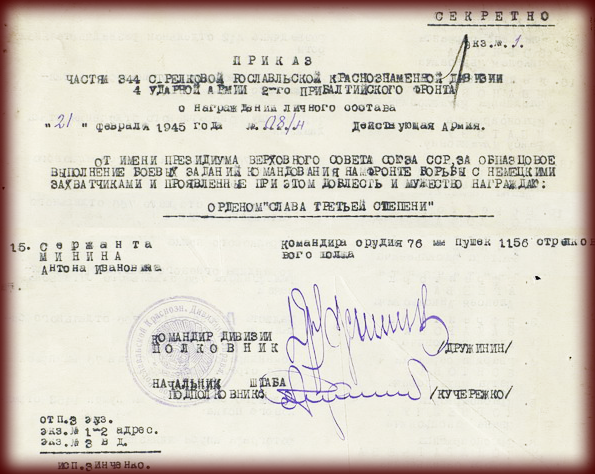 СЕКРЕТНО
Экз.№ 1.
ПРИКАЗ
ЧАСТЯМ 344 СТРЕЛКОВОЙ РОСЛАВЛЬСКОЙ КРАСНОЗНАМЕННОЙ ДИВИЗИИ
4 УДАРНОЙ АРМИИ 2-го ПРИБАЛТИЙСКОГО ФРОНТА
о награждении личного состава
"21" февраля 1945 года № 08/н Действующая Армия.
ОТ ИМЕНИ ПРЕЗИДИУМА ВЕРХОВНОГО СОВЕТА СОЮЗА ССР ЗА ОБРАЗЦОВОЕ
ВЫПОЛНЕНИЕ БОЕВЫХ ЗАДАНИЙ КОМАНДОВАНИЯ НА ФРОНТЕ БОРЬБЫ С НЕМЕЦКИМИ
ЗАХВАТЧИКАМИ И ПРОЯВЛЕННЫЕ ПРИ ЭТОМ ДОБЛЕСТЬ И МУЖЕСТВО НАГРАЖДАЮ:
ОРДЕНОМ "СЛАВА ТРЕТЬЕЙ СТЕПЕНИ"
15. Сержанта Командира орудия 76 мм пушек 1156 стрелко
МИНИНА вого полка
Антона Ивановича
КОМАНДИР ДИВИЗИИ
ПОЛКОВНИК /ДРУЖИНИН/
НАЧАЛЬНИК ШТАБА
ПОДПОЛКОВНИК /КУЧЕРЕЖКО/
отп.3 экз.
экз.№ 1-2 адрес.
экз.№ 3 в д.
исп.Зинченко.